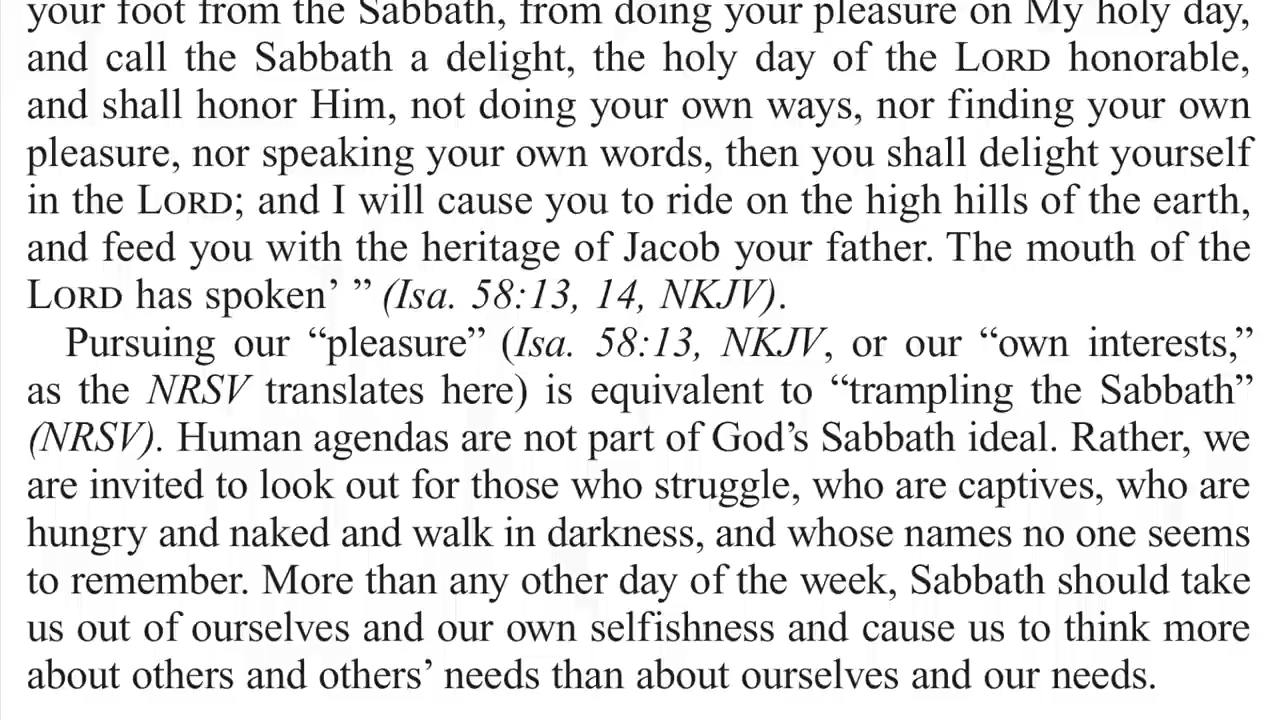 your foot from the Sabbath, from doing your pleasure on My holy day,
and call the Sabbath a delight, the holy day of the LORD honorable,
and shall honor Him, not doing your own ways, nor finding your own
pleasure, nor speaking your own words, then you shall delight yourself
in the LORD; and I will cause you to ride on the high hills of the earth,
and feed you with the heritage of Jacob your father. The mouth of the
LORD has spoken’ ” (Isa. 58:13, 14, NKJV).
Pursuing our “pleasure” (Isa. 58:13, NKJV, or our “own interests,”
as the NRSV translates here) is equivalent to “trampling the Sabbath”
(NRSV). Human agendas are not part of God’s Sabbath ideal. Rather, we
are invited to look out for those who struggle, who are captives, who are
hungry and naked and walk in darkness, and whose names no one seems
to remember. More than any other day of the week, Sabbath should take
us out of ourselves and our own selfishness and cause us to think more
about others and others’ needs than about ourselves and our needs.